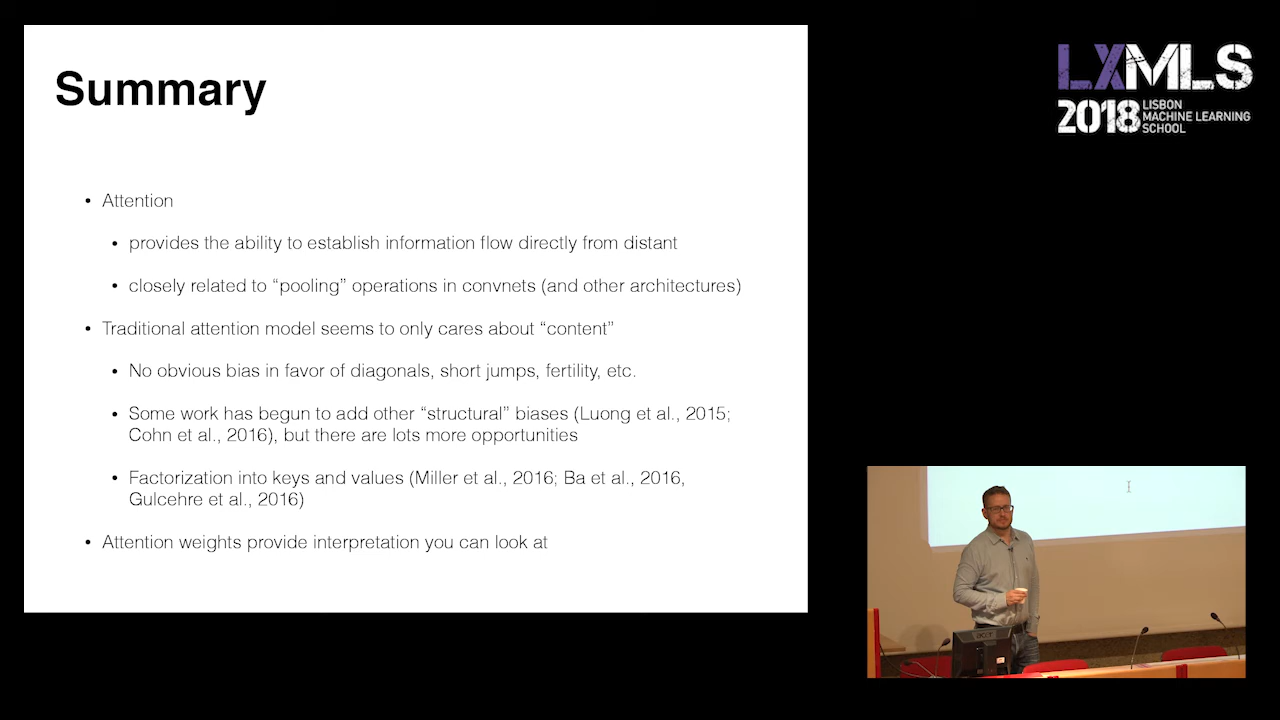 Summary
• Attention
• provides the ability to establish information flow directly from distant
• closely related to “pooling” operations in convnets (and other architectures)
• Traditional attention model seems to only cares about “content”
• No obvious bias in favor of diagonals, short jumps, fertility, etc.
• Some work has begun to add other “structural” biases (Luong et al., 2015;
Cohn et al., 2016), but there are lots more opportunities
• Factorization into keys and values (Miller et al., 2016; Ba et al., 2016,
Gulcehre et al., 2016)
• Attention weights provide interpretation you can look at
LXMLS
2018 LISBON
MACHINE LEARNING
SCHOOL
acer